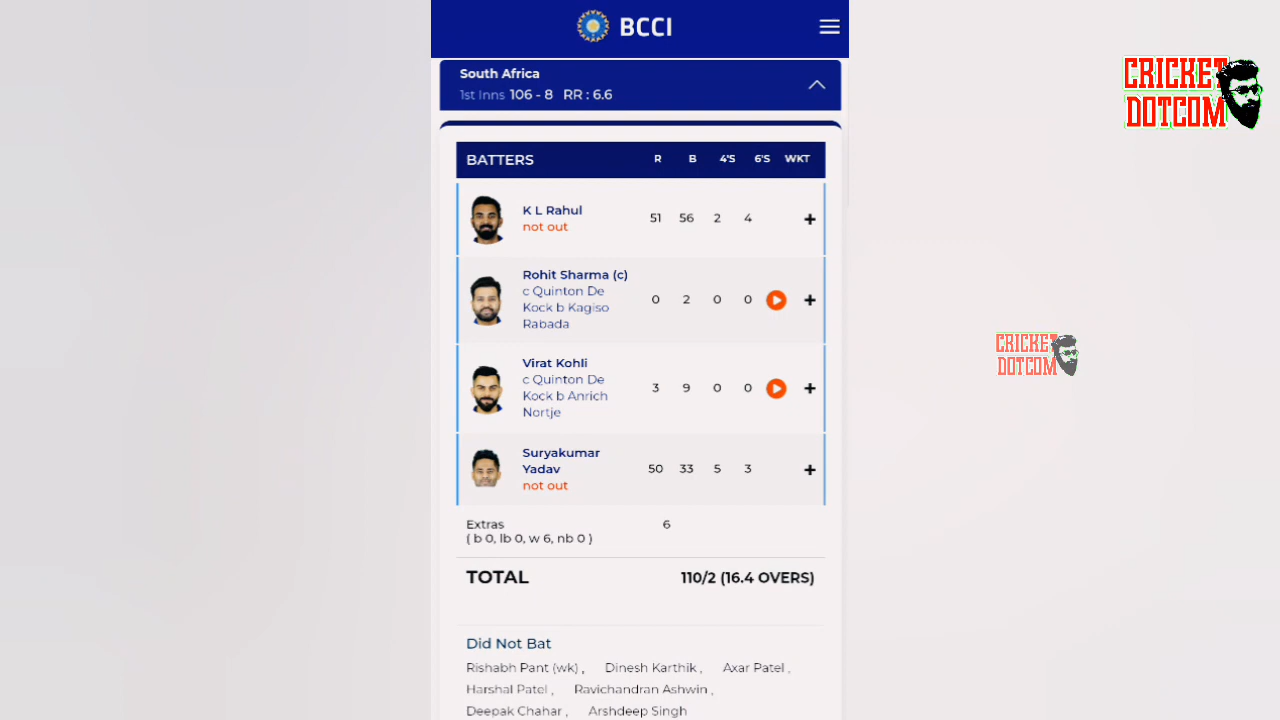 BCCI
South Africa
1st Inns 106 - 8 RR : 6.6
CRICKET
DOTCOM
BATTERS R B 4'S 6'S WKT
K L Rahul
not out
51 56 2 4 +
Rohit Sharma (c)
c Quinton De
Kock b Kagiso
Rabada
0 2 0 0 +
Virat Kohli
c Quinton De
Kock b Anrich
Nortje
3 9 0 0 +
CRICKET
DOTCOM
Suryakumar
Yadav
not out
50 33 5 3 +
Extras 6
( b 0, lb 0, w 6, nb 0 )
TOTAL 110/2 (16.4 OVERS)
Did Not Bat
Rishabh Pant (wk) , Dinesh Karthik , Axar Patel ,
Harshal Patel , Ravichandran Ashwin ,
Deepak Chahar , Arshdeep Singh